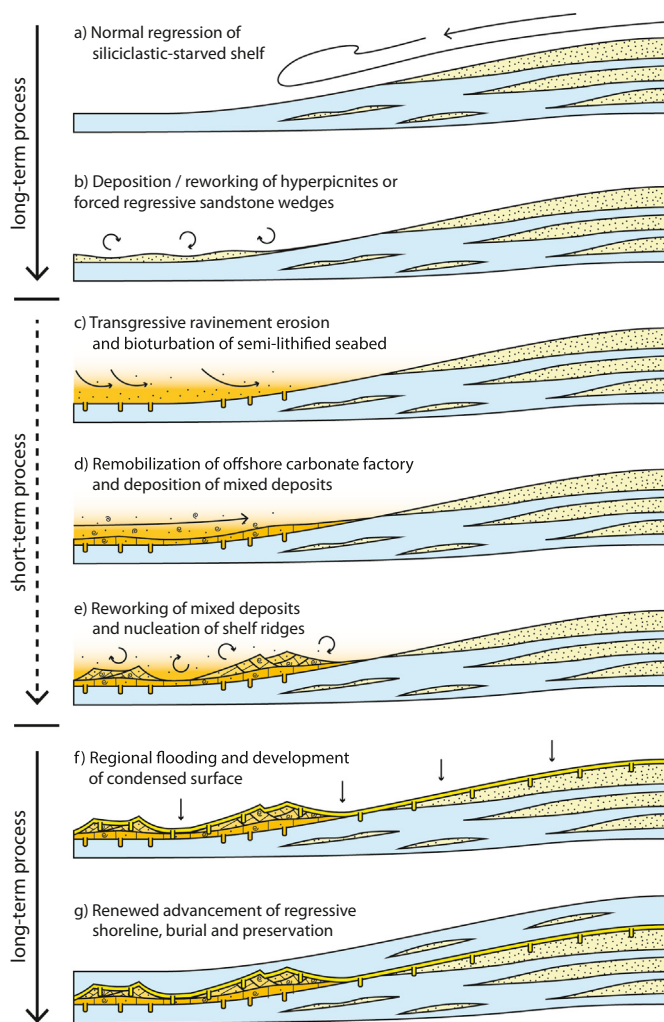 a) Normal regression of
siliciclastic-starved shelf
long-term process
b) Deposition / reworking of hyperpicnites or
forced regressive sandstone wedges
c) Transgressive ravinement erosion
and bioturbation of semi-lithified seabed
d) Remobilization of offshore carbonate factory
and deposition of mixed deposits
short-term process
e) Reworking of mixed deposits
and nucleation of shelf ridges
f) Regional flooding and development
of condensed surface
long-term process
g) Renewed advancement of regressive
shoreline, burial and preservation